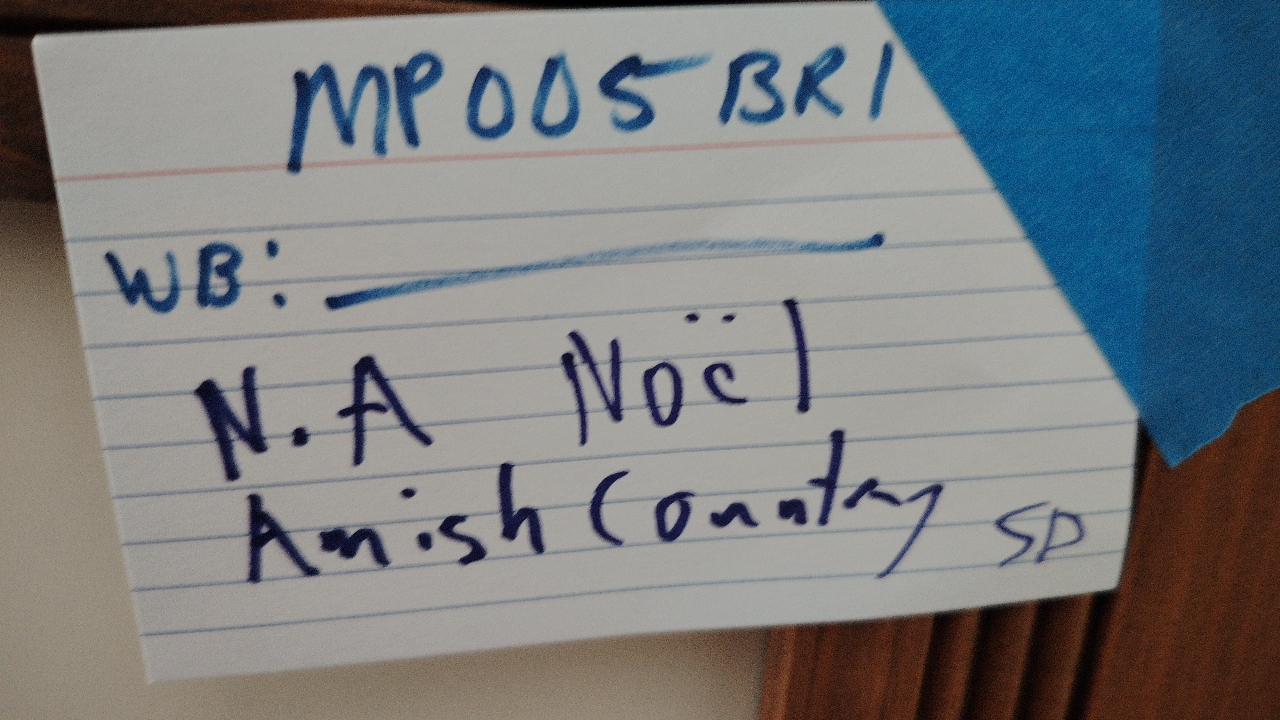 MP005 BR1
WB:
N.A Noël
Amish Country SD